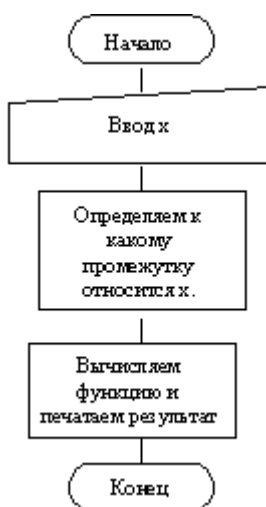 Начало
Ввод x
Определяем к
какому
промежутку
относится x.
Вычисляем
функцию и
печатаем результат
Конец